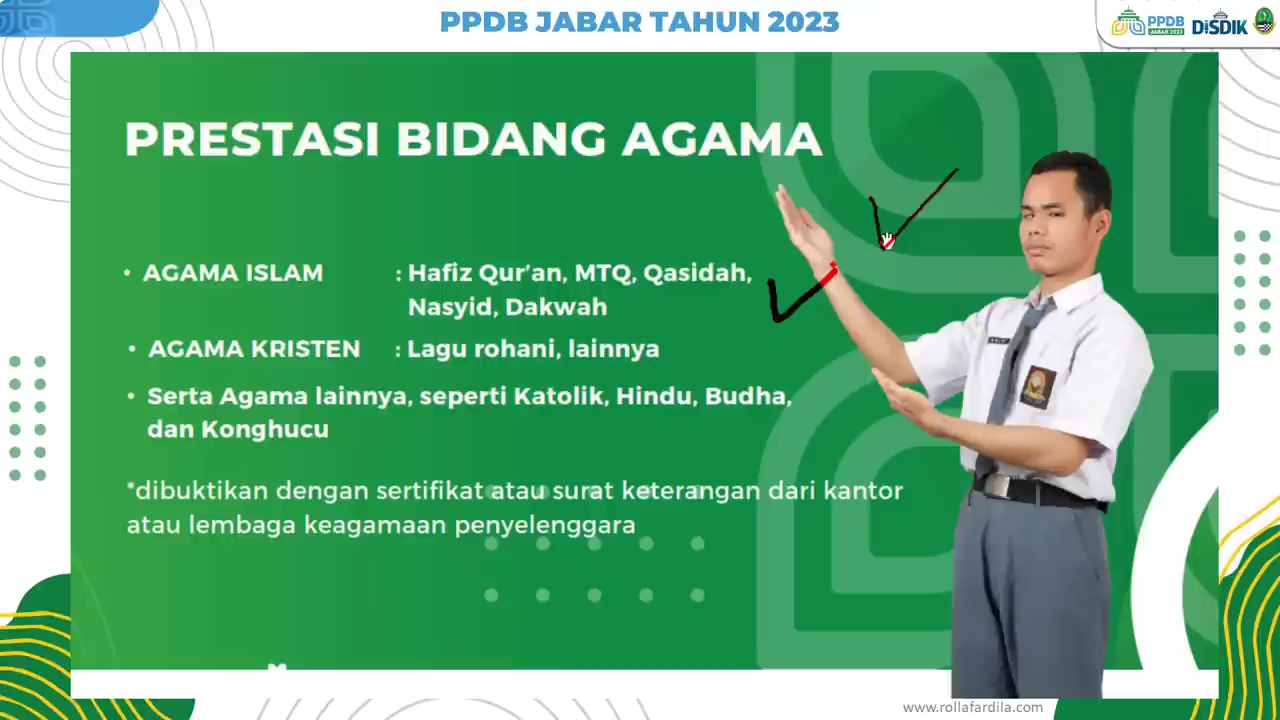 PPDB JABAR TAHUN 2023
PPDB
JABAR 2023
DISDIK
PRESTASI BIDANG AGAMA
• AGAMA ISLAM : Hafiz Qur'an, MTQ, Qasidah,
Nasyid, Dakwah
• AGAMA KRISTEN : Lagu rohani, lainnya
• Serta Agama lainnya, seperti Katolik, Hindu, Budha,
dan Konghucu
*dibuktikan dengan sertifikat atau surat keterangan dari kantor
atau lembaga keagamaan penyelenggara
www.rollafardila.com